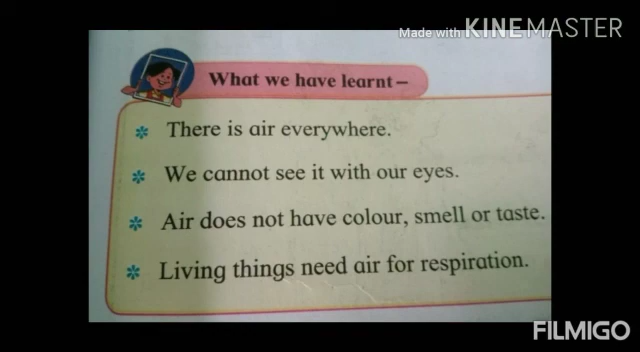 Made with KINEMASTER
What we have learnt –
* There is air everywhere.
* We cannot see it with our eyes.
* Air does not have colour, smell or taste.
* Living things need air for respiration.
FILMIGO